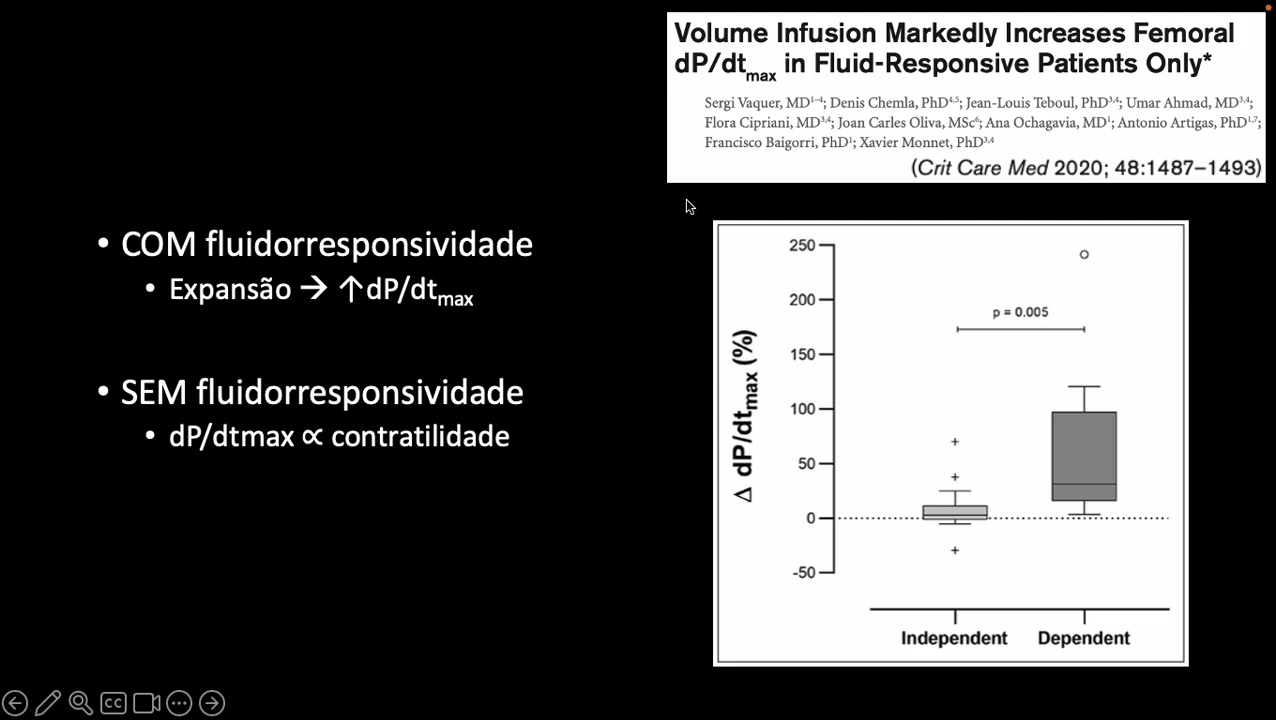 Volume Infusion Markedly Increases Femoral
dP/dtmax in Fluid-Responsive Patients Only*
Sergi Vaquer, MD1–4; Denis Chemla, PhD4,5; Jean-Louis Teboul, PhD3,4; Umar Ahmad, MD3,4;
Flora Cipriani, MD3,4; Joan Carles Oliva, MSc6; Ana Ochagavia, MD1; Antonio Artigas, PhD1,7;
Francisco Baigorri, PhD1; Xavier Monnet, PhD3,4
(Crit Care Med 2020; 48:1487–1493)
• COM fluidorresponsividade
• Expansão → ↑dP/dtmax
• SEM fluidorresponsividade
• dP/dtmax ∝ contratilidade
Δ dP/dtmax (%)
250
200
150
100
50
0
-50
p = 0.005
Independent
Dependent
CC